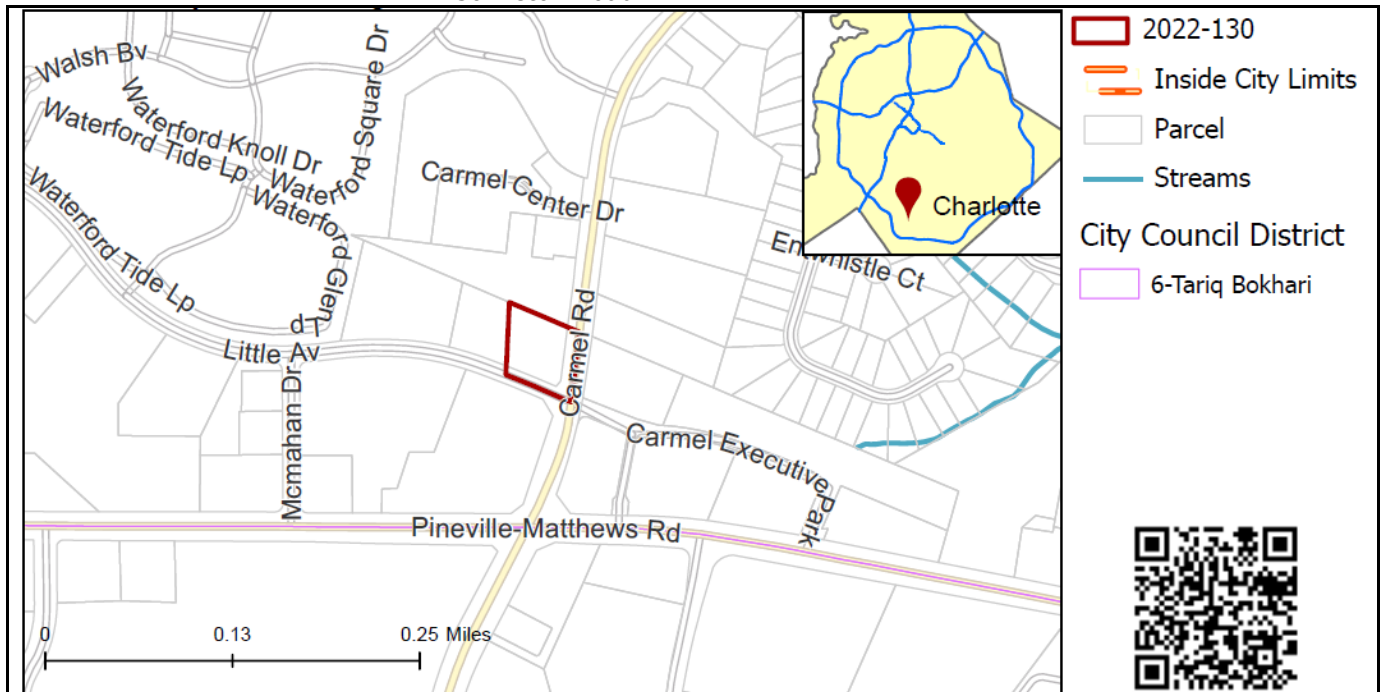 Walsh Bv
Waterford Knoll Dr
Waterford Tide Lp
Waterford Square Dr
Waterford Glen Lp
Waterford Tide Lp
Carmel Center Dr
Entwhistle Ct
Little Av
Mcmahan Dr
Carmel Rd
Carmel Executive Park
Pineville-Matthews Rd
0
0.13
0.25 Miles
Charlotte
2022-130
Inside City Limits
Parcel
Streams
City Council District
6-Tariq Bokhari